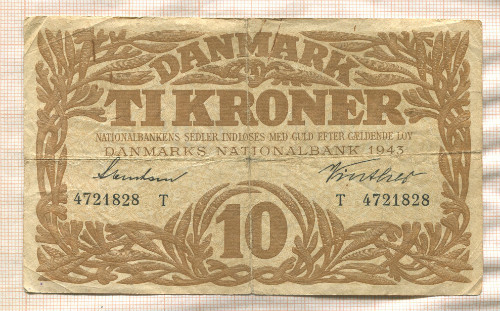 DANMARK
TI KRONER
NATIONALBANKENS SEDLER INDLØSES MED GULD EFTER GÆLDENDE LOV
DANMARKS NATIONALBANK 1943
4721828 T
T 4721828
10